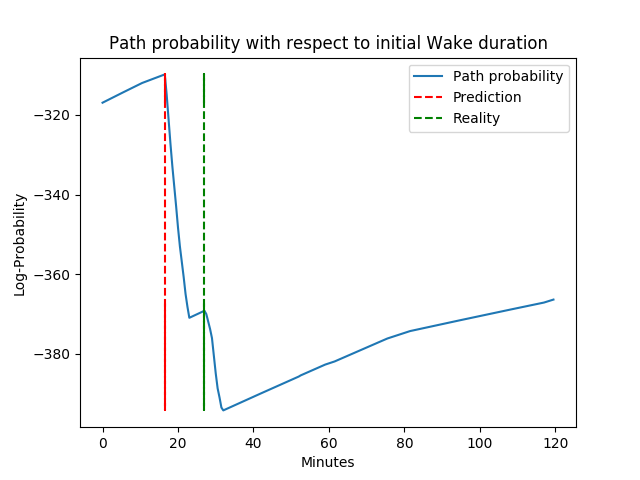 Path probability with respect to initial Wake duration
Path probability
Prediction
Reality
−320
−340
−360
−380
Log-Probability
0 20 40 60 80 100 120
Minutes